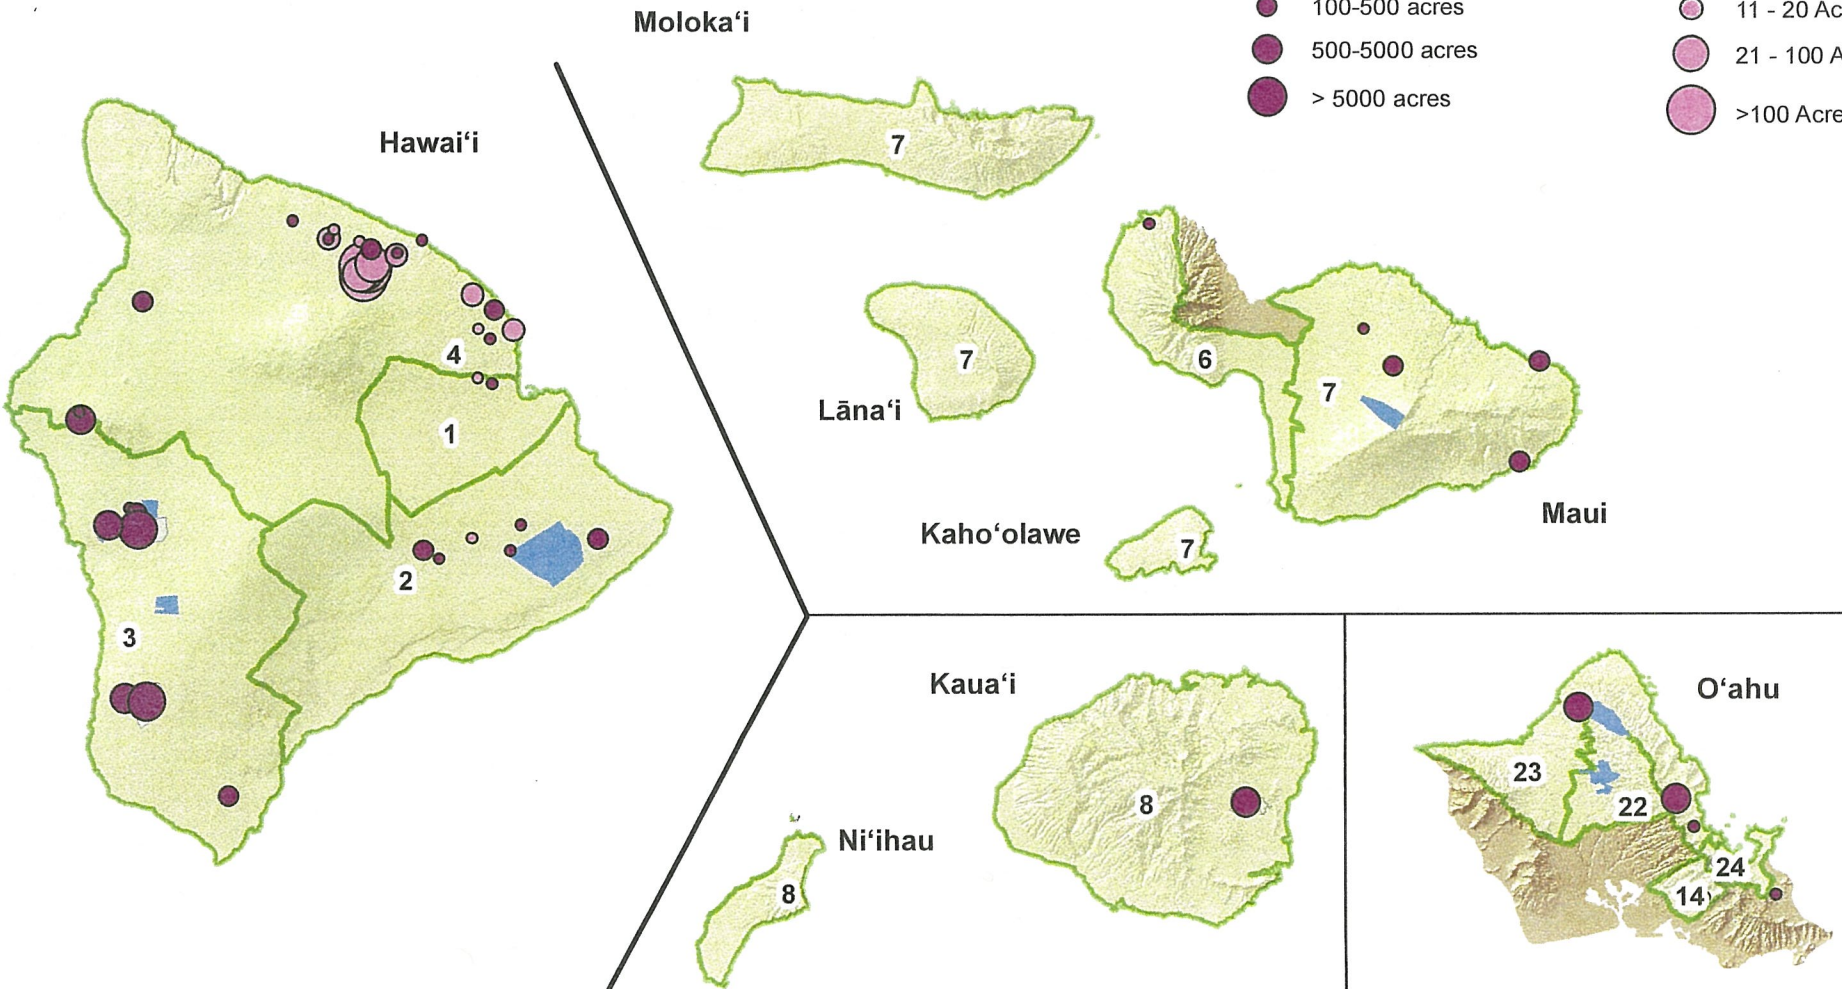 Moloka‘i
100-500 acres
11 - 20 Ac
500-5000 acres
21 - 100 A
> 5000 acres
>100 Acre
Hawai‘i
7
4
1
2
3
7
Lāna‘i
6
7
Kaho‘olawe
7
Maui
Kaua‘i
8
Ni‘ihau
8
O‘ahu
23
22
24
14